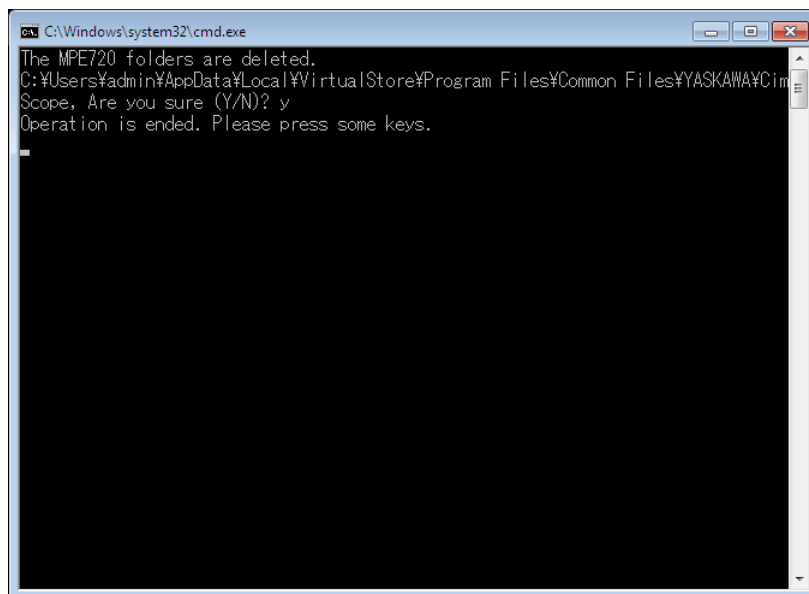 C:\Windows\system32\cmd.exe
The MPE720 folders are deleted.
C:¥Users¥admin¥AppData¥Local¥VirtualStore¥Program Files¥Common Files¥YASKAWA¥Cim
Scope, Are you sure (Y/N)? y
Operation is ended. Please press some keys.